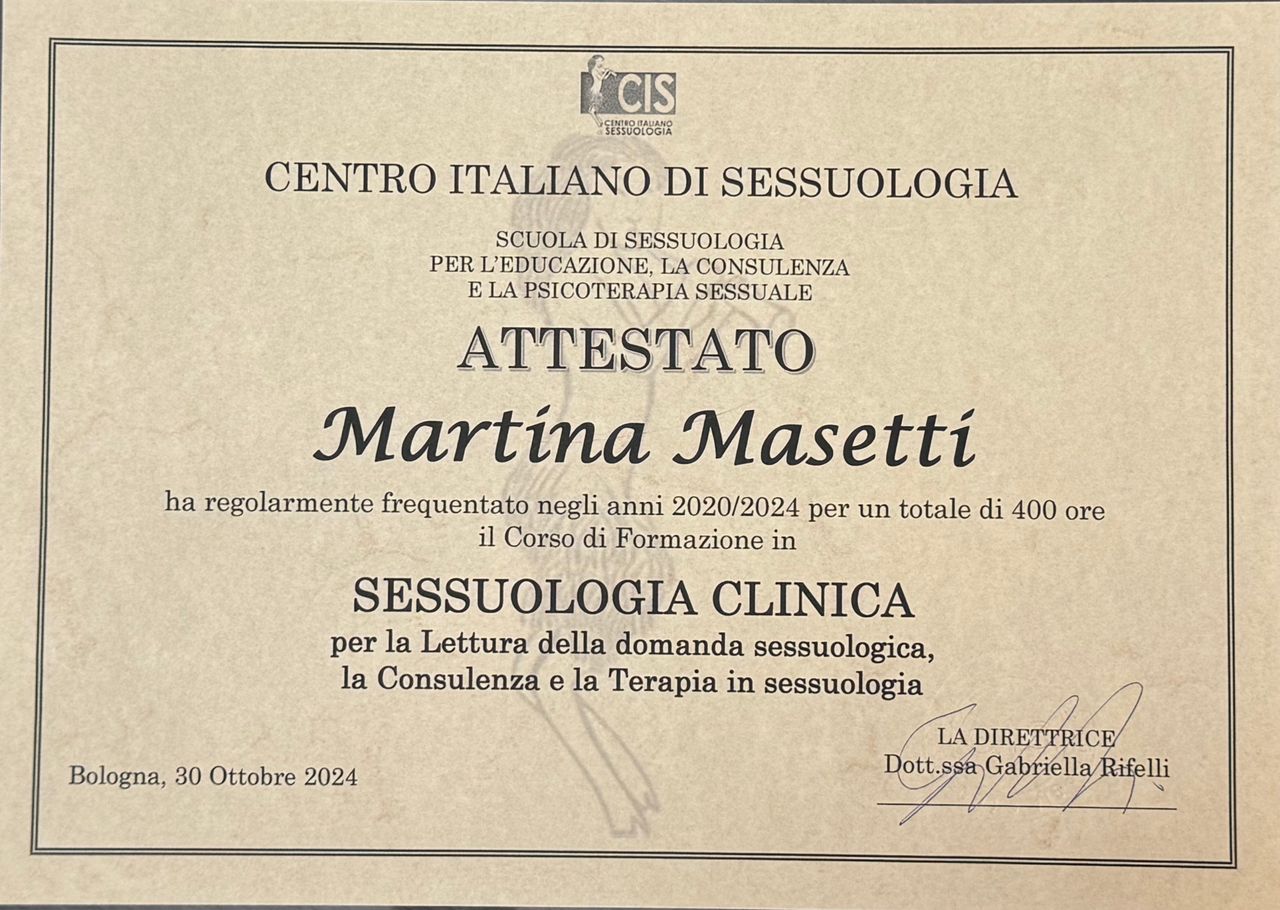 CIS
CENTRO ITALIANO
di SESSUOLOGIA
CENTRO ITALIANO DI SESSUOLOGIA
SCUOLA DI SESSUOLOGIA
PER L'EDUCAZIONE, LA CONSULENZA
E LA PSICOTERAPIA SESSUALE
ATTESTATO
Martina Masetti
ha regolarmente frequentato negli anni 2020/2024 per un totale di 400 ore
il Corso di Formazione in
SESSUOLOGIA CLINICA
per la Lettura della domanda sessuologica,
la Consulenza e la Terapia in sessuologia
LA DIRETTRICE
Dott.ssa Gabriella Rifelli
Bologna, 30 Ottobre 2024